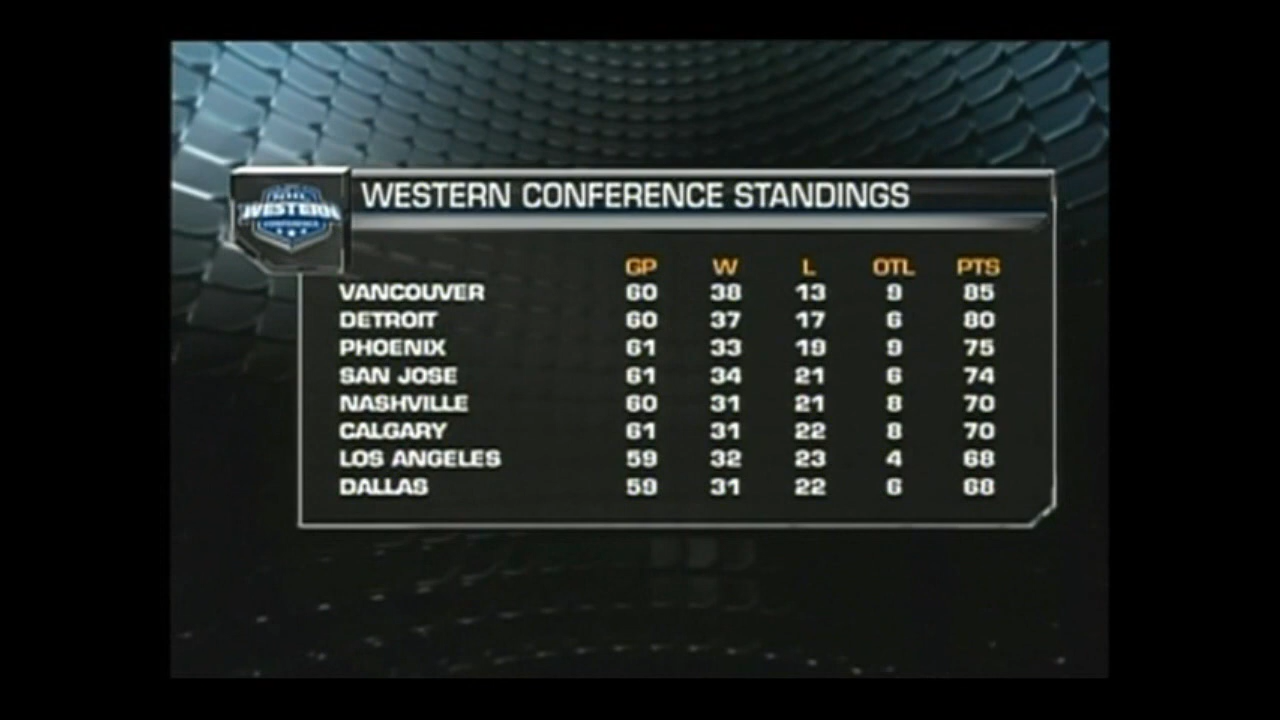 WESTERN CONFERENCE STANDINGS
WESTERN
CONFERENCE
GP W L OTL PTS
VANCOUVER 60 38 13 9 85
DETROIT 60 37 17 6 80
PHOENIX 61 33 19 9 75
SAN JOSE 61 34 21 6 74
NASHVILLE 60 31 21 8 70
CALGARY 61 31 22 8 70
LOS ANGELES 59 32 23 4 68
DALLAS 59 31 22 6 68